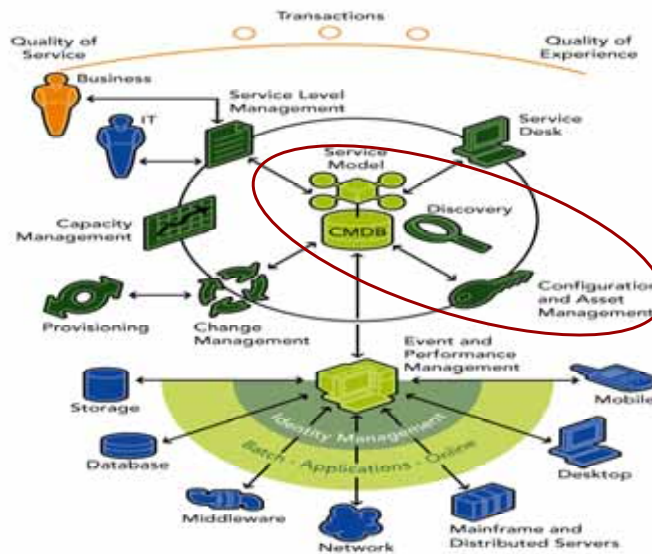 Transactions
Quality of
Service
Quality of
Experience
Business
IT
Service Level
Management
Service
Desk
Service
Model
Discovery
CMDB
Capacity
Management
Configuration
and Asset
Management
Provisioning
Change
Management
Event and
Performance
Management
Storage
Mobile
Identity Management
Database
Batch - Applications - Online
Desktop
Middleware
Network
Mainframe and
Distributed Servers